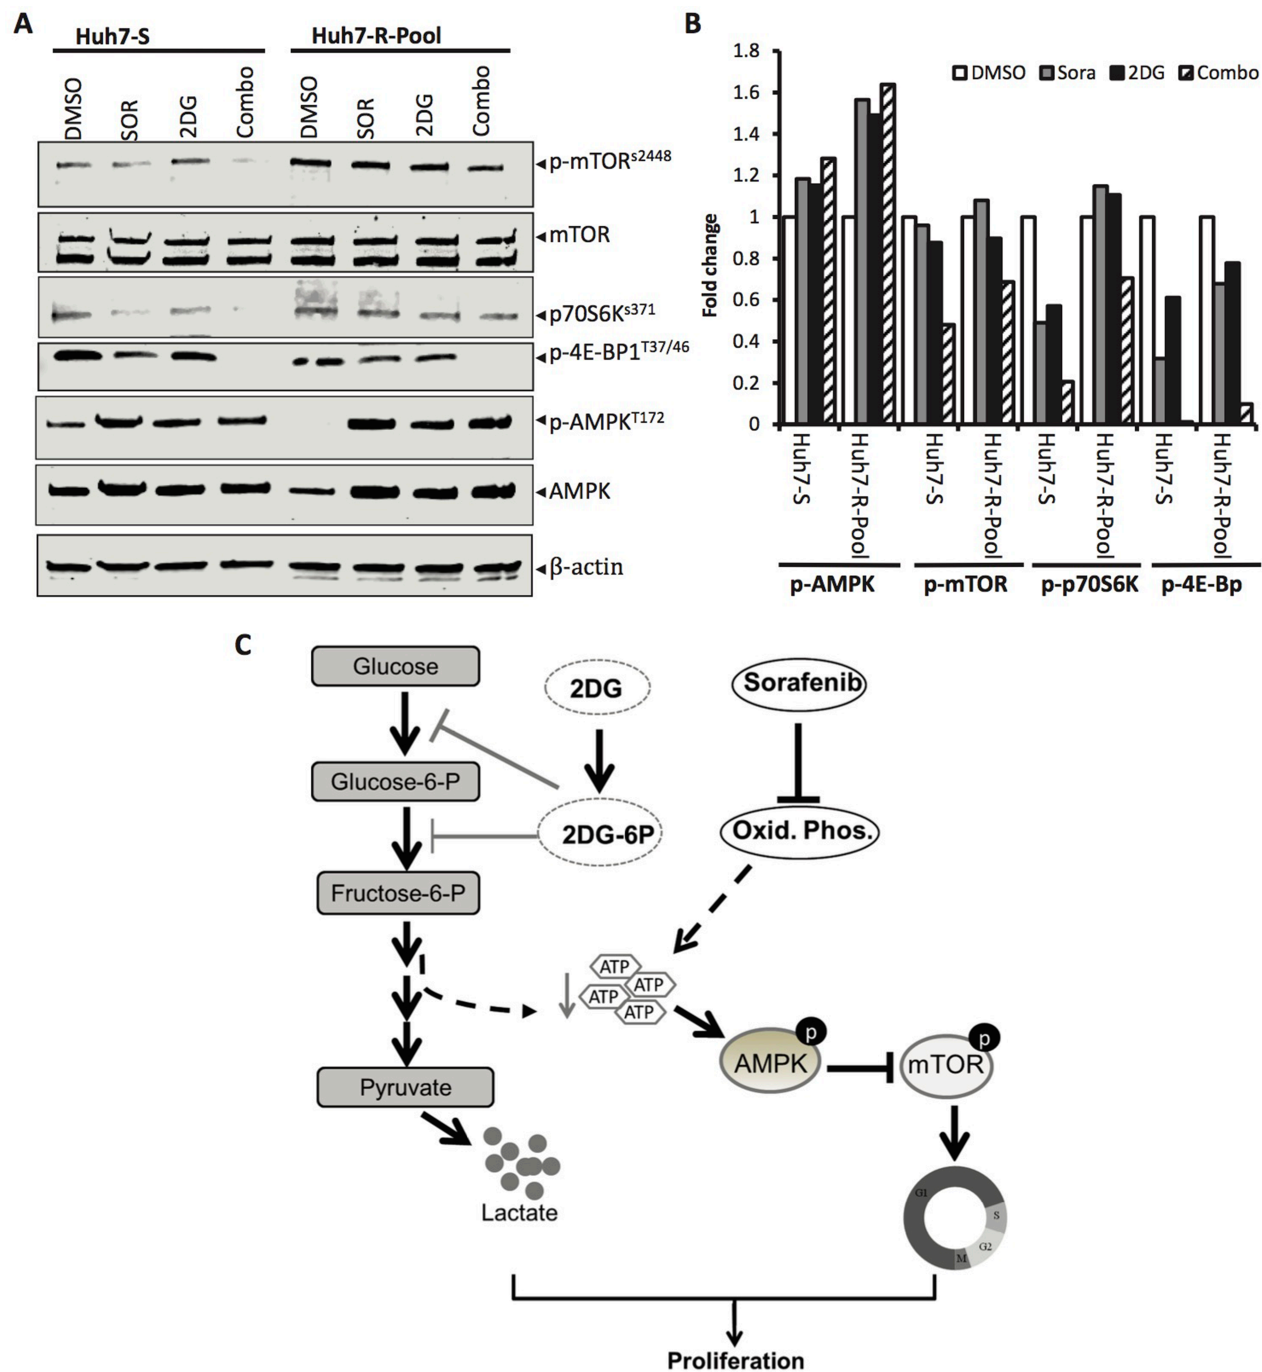 A
Huh7-S
Huh7-R-Pool
DMSO
SOR
2DG
Combo
DMSO
SOR
2DG
Combo
p-mTORs2448
mTOR
p70S6Ks371
p-4E-BP1T37/46
p-AMPKT172
AMPK
β-actin
B
DMSO Sora 2DG Combo
Fold change
1.8
1.6
1.4
1.2
1
0.8
0.6
0.4
0.2
0
Huh7-S
Huh7-R-Pool
Huh7-S
Huh7-R-Pool
Huh7-S
Huh7-R-Pool
Huh7-S
Huh7-R-Pool
p-AMPK
p-mTOR
p-p70S6K
p-4E-Bp
C
Glucose
2DG
Sorafenib
Glucose-6-P
2DG-6P
Oxid. Phos.
Fructose-6-P
ATP
ATP
ATP
ATP
p
AMPK
p
mTOR
Pyruvate
Lactate
G1
S
G2
M
Proliferation